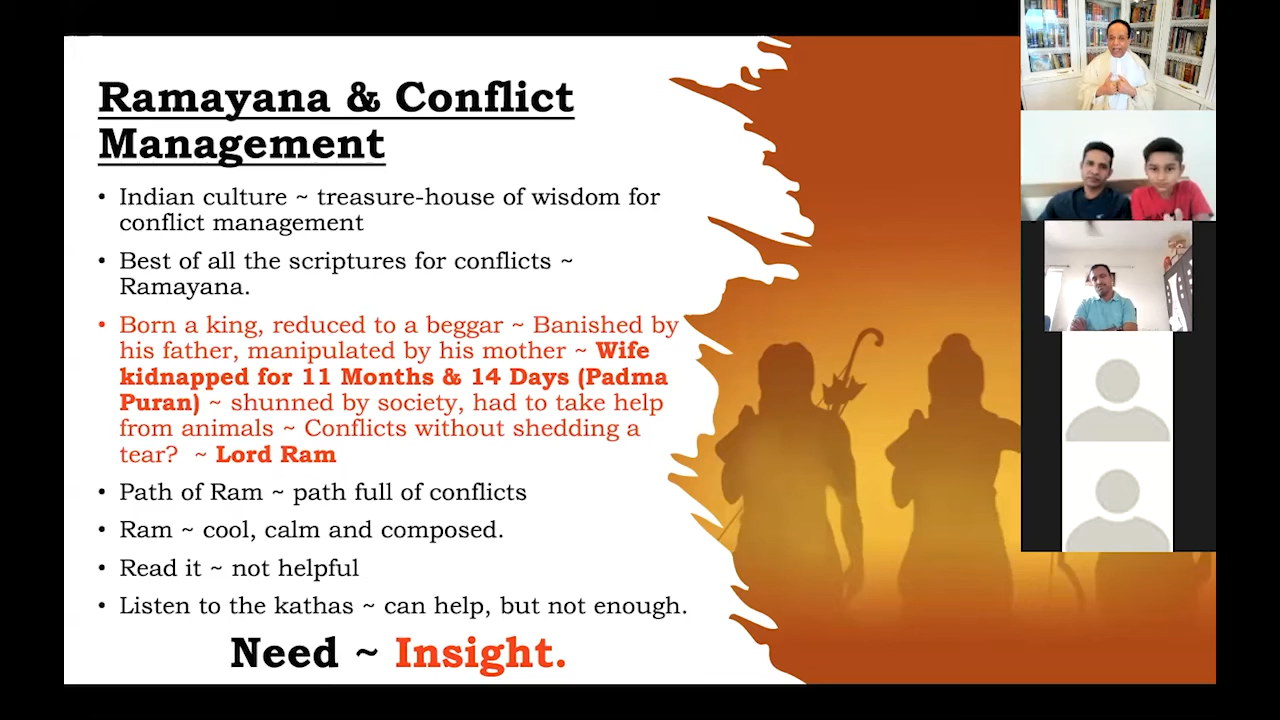 Ramayana & Conflict
Management
• Indian culture ~ treasure-house of wisdom for
conflict management
• Best of all the scriptures for conflicts ~
Ramayana.
• Born a king, reduced to a beggar ~ Banished by
his father, manipulated by his mother ~ Wife
kidnapped for 11 Months & 14 Days (Padma
Puran) ~ shunned by society, had to take help
from animals ~ Conflicts without shedding a
tear? ~ Lord Ram
• Path of Ram ~ path full of conflicts
• Ram ~ cool, calm and composed.
• Read it ~ not helpful
• Listen to the kathas ~ can help, but not enough.
Need ~ Insight.